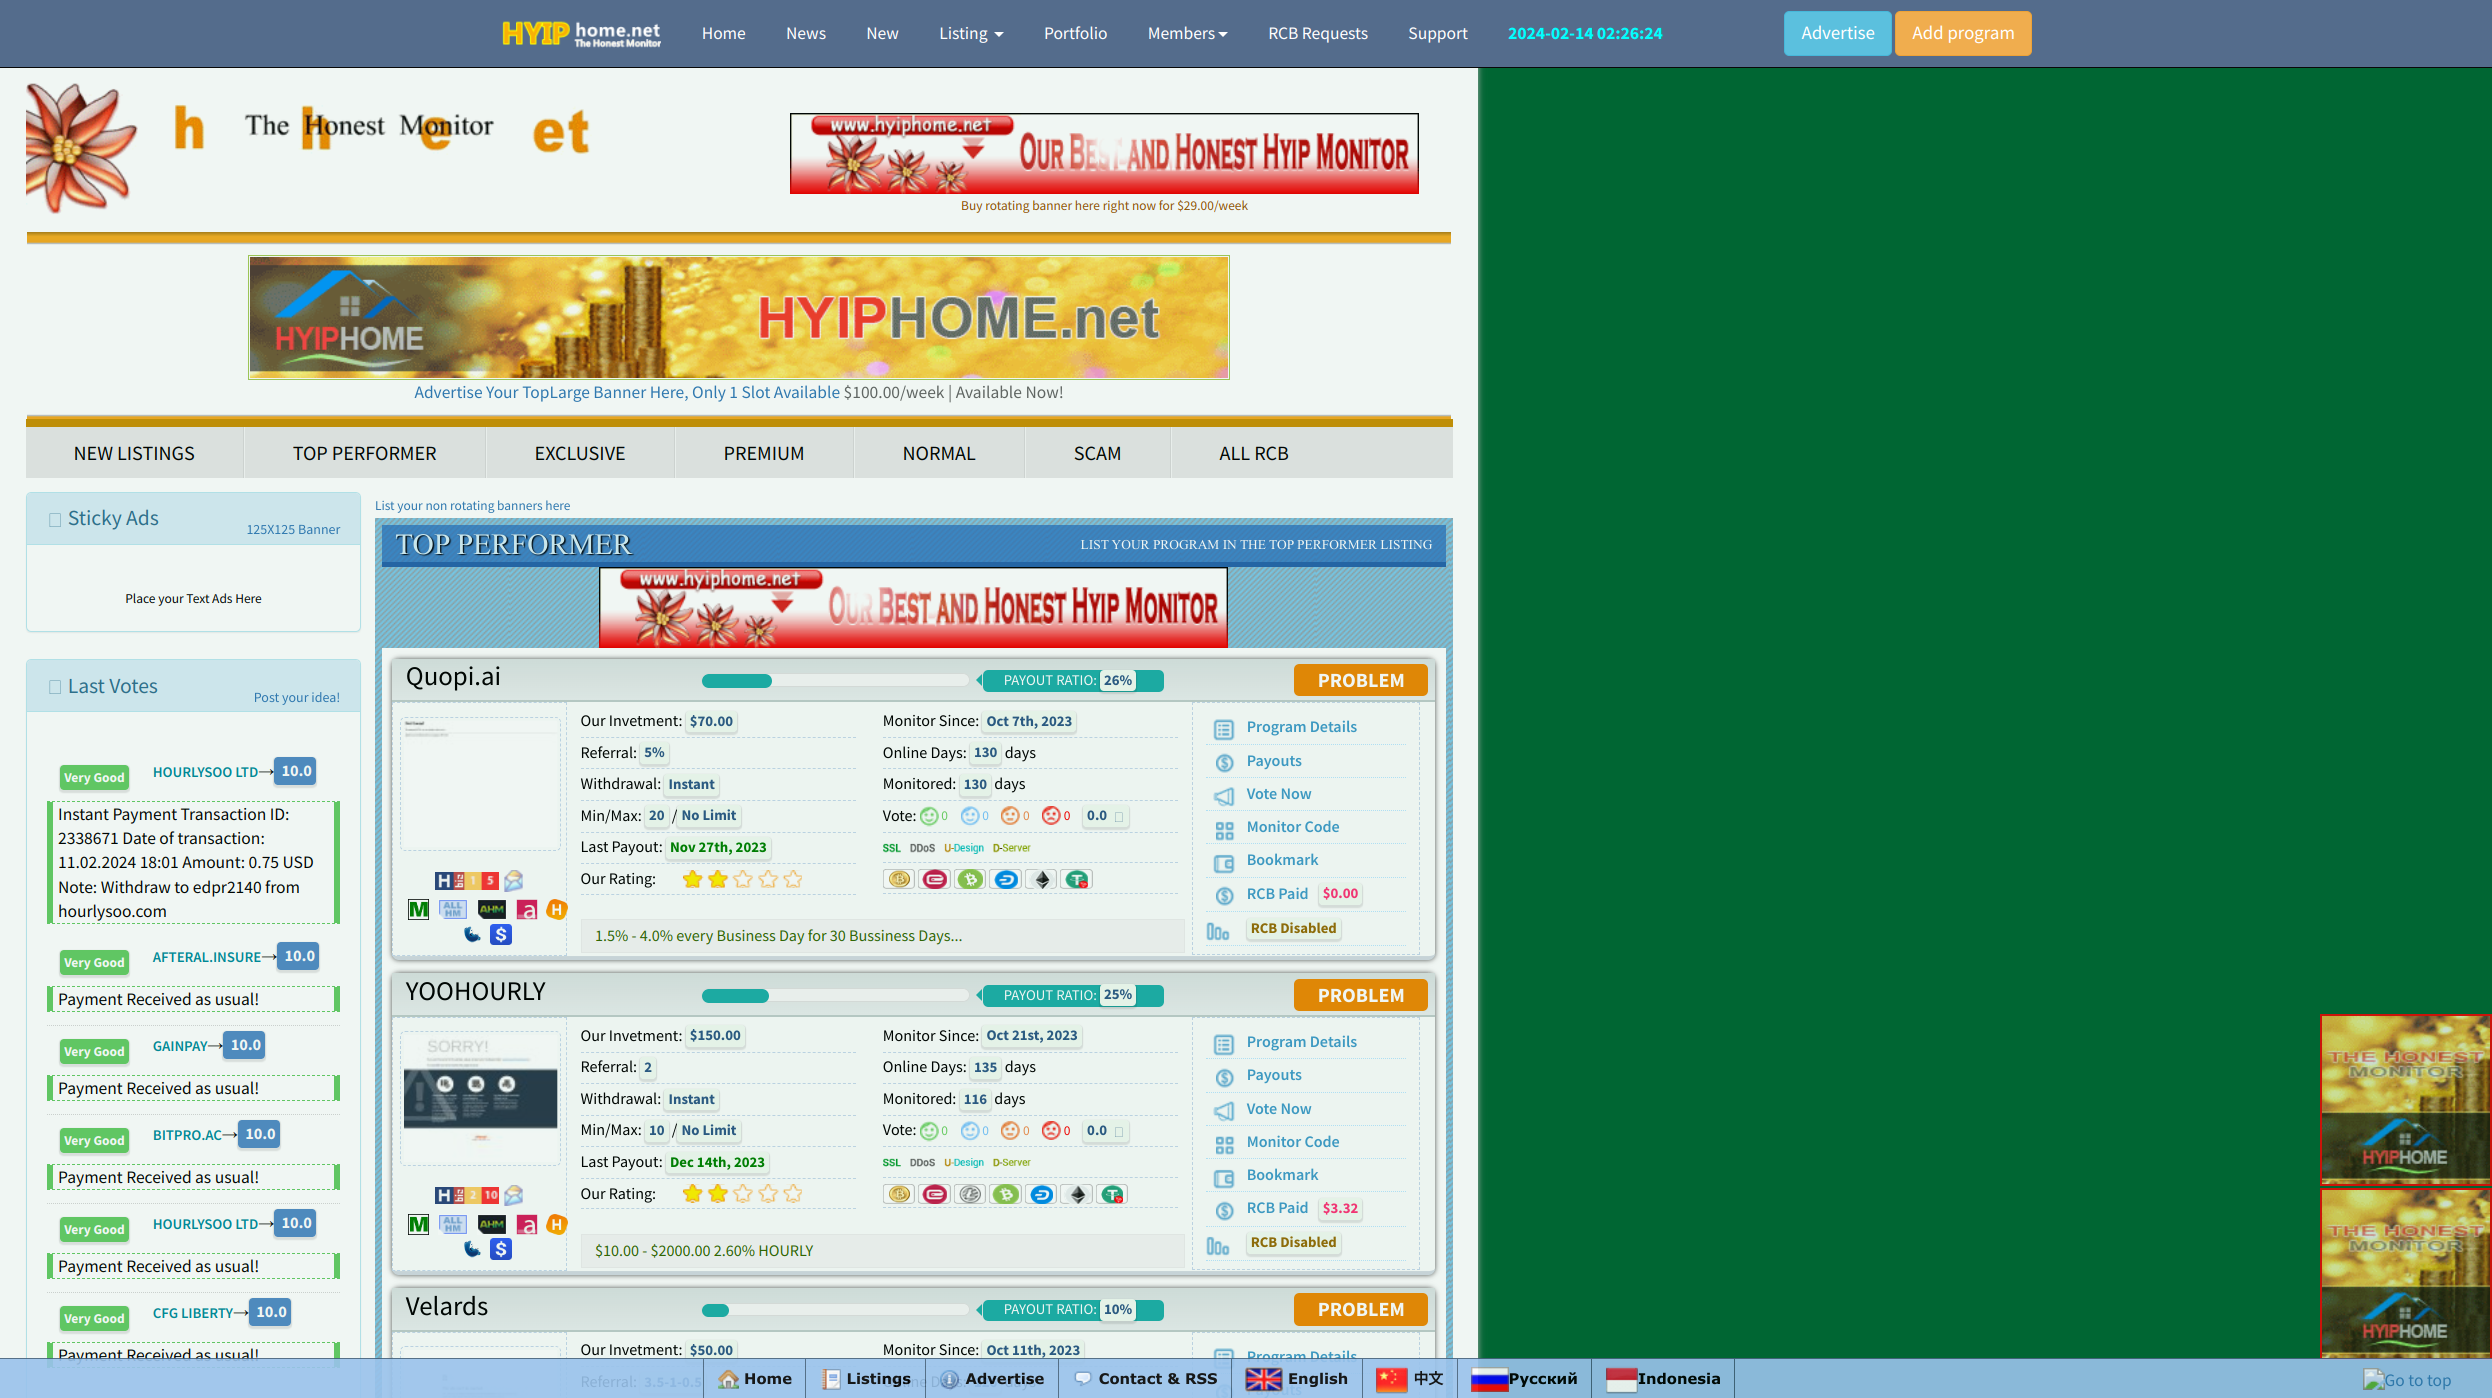 HYIP home.net
The Honest Monitor
Home
News
New
Listing
Portfolio
Members
RCB Requests
Support
2024-02-14 02:26:24
Advertise
Add program
The Honest Monitor
www.hyiphome.net
OUR BEST AND HONEST HYIP MONITOR
Buy rotating banner here right now for $29.00/week
HYIPHOME
HYIPHOME.net
Advertise Your TopLarge Banner Here, Only 1 Slot Available $100.00/week | Available Now!
NEW LISTINGS
TOP PERFORMER
EXCLUSIVE
PREMIUM
NORMAL
SCAM
ALL RCB
Sticky Ads
125X125 Banner
Place your Text Ads Here
Last Votes
Post your idea!
Very Good
HOURLYSOO LTD→ 10.0
Instant Payment Transaction ID:
2338671 Date of transaction:
11.02.2024 18:01 Amount: 0.75 USD
Note: Withdraw to edpr2140 from
hourlysoo.com
Very Good
AFTERAL.INSURE→ 10.0
Payment Received as usual!
Very Good
GAINPAY→ 10.0
Payment Received as usual!
Very Good
BITPRO.AC→ 10.0
Payment Received as usual!
Very Good
HOURLYSOO LTD→ 10.0
Payment Received as usual!
Very Good
CFG LIBERTY→ 10.0
Payment Received as usual!
List your non rotating banners here
TOP PERFORMER
LIST YOUR PROGRAM IN THE TOP PERFORMER LISTING
www.hyiphome.net
OUR BEST AND HONEST HYIP MONITOR
Quopi.ai
PAYOUT RATIO: 26%
PROBLEM
Our Invetment: $70.00
Referral: 5%
Withdrawal: Instant
Min/Max: 20 / No Limit
Last Payout: Nov 27th, 2023
Our Rating:
Monitor Since: Oct 7th, 2023
Online Days: 130 days
Monitored: 130 days
Vote: 0 0 0 0 0.0
SSL DDoS U-Design D-Server
1.5% - 4.0% every Business Day for 30 Bussiness Days...
Program Details
Payouts
Vote Now
Monitor Code
Bookmark
RCB Paid $0.00
RCB Disabled
YOOHOURLY
PAYOUT RATIO: 25%
PROBLEM
SORRY!
Our Invetment: $150.00
Referral: 2
Withdrawal: Instant
Min/Max: 10 / No Limit
Last Payout: Dec 14th, 2023
Our Rating:
Monitor Since: Oct 21st, 2023
Online Days: 135 days
Monitored: 116 days
Vote: 0 0 0 0 0.0
SSL DDoS U-Design D-Server
$10.00 - $2000.00 2.60% HOURLY
Program Details
Payouts
Vote Now
Monitor Code
Bookmark
RCB Paid $3.32
RCB Disabled
Velards
PAYOUT RATIO: 10%
PROBLEM
Our Invetment: $50.00
Monitor Since: Oct 11th, 2023
Program Details
Referral: 3.5-1-0.5
THE HONEST
MONITOR
HYIPHOME
THE HONEST
MONITOR
HYIPHOME
Home
Listings
Advertise
Contact & RSS
English
中文
Русский
Indonesia
Go to top